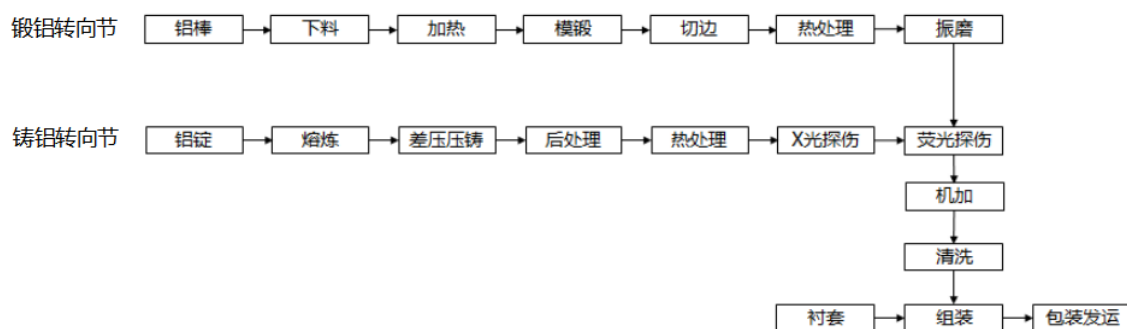 锻铝转向节 铝棒 下料 加热 模锻 切边 热处理 振磨
铸铝转向节 铝锭 熔炼 差压压铸 后处理 热处理 X光探伤 荧光探伤
机加
清洗
衬套 组装 包装发运